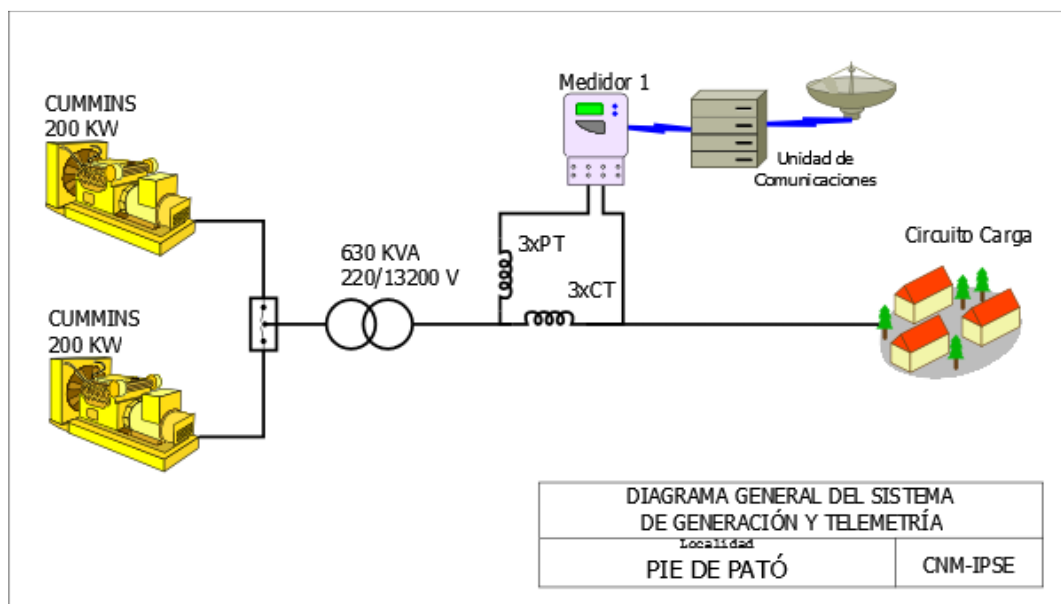 CUMMINS
200 KW
CUMMINS
200 KW
630 KVA
220/13200 V
3xPT
3xCT
Medidor 1
Unidad de
Comunicaciones
Circuito Carga
DIAGRAMA GENERAL DEL SISTEMA
DE GENERACIÓN Y TELEMETRÍA
Localidad
PIE DE PATÓ
CNM-IPSE